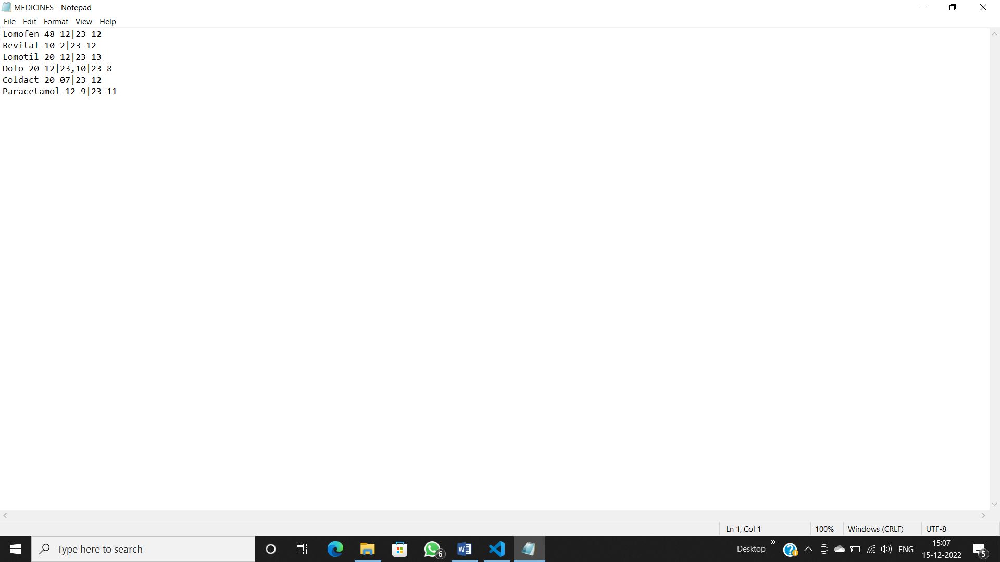 MEDICINES - Notepad
File Edit Format View Help
Lomofen 48 12|23 12
Revital 10 2|23 12
Lomotil 20 12|23 13
Dolo 20 12|23,10|23 8
Coldact 20 07|23 12
Paracetamol 12 9|23 11
Ln 1, Col 1 100% Windows (CRLF) UTF-8
Type here to search 6 Desktop » ENG 15:07
15-12-2022 5